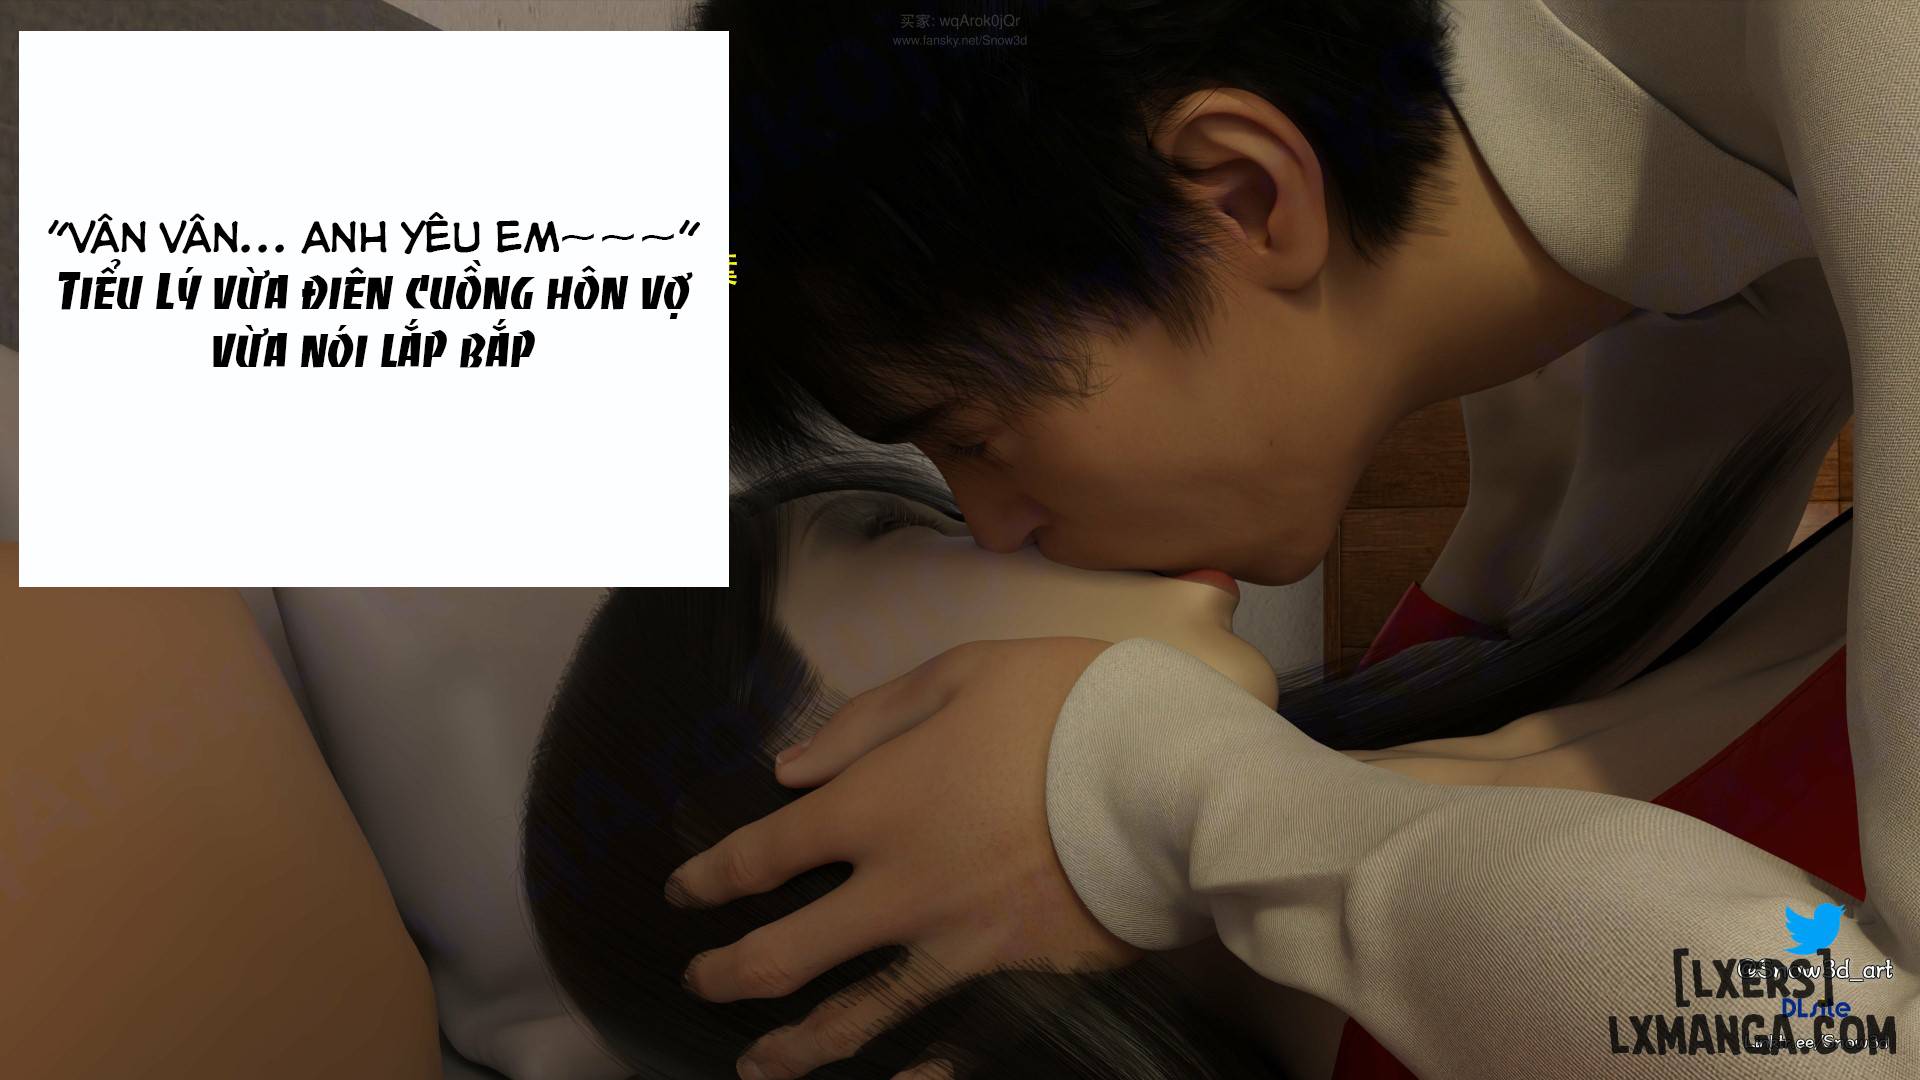 买家: wqArok0jQr
www.fansky.net/Snow3d
"VÂN VÂN... ANH YÊU EM~~~"
TIỂU LÝ VỪA ĐIÊN CUỒNG HÔN VỢ
VỪA NÓI LẮP BẮP
@Snow3d_art
[LXERS]
DLsite
LXMANGA.COM